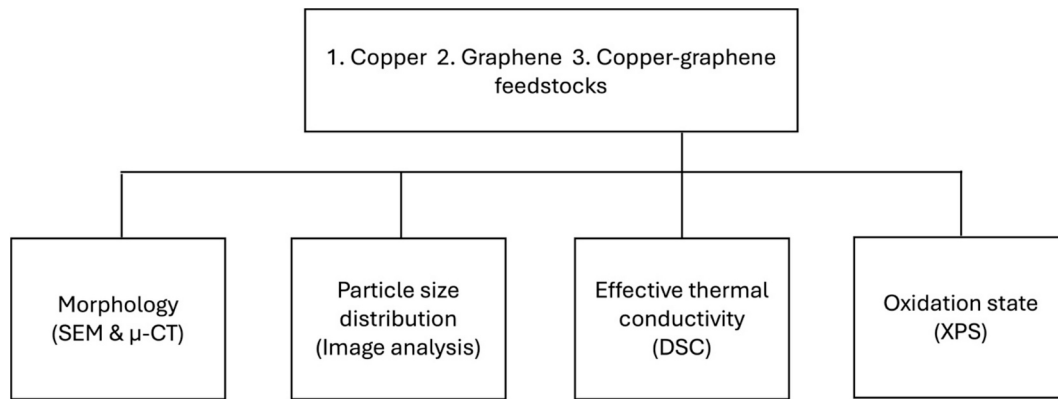 1. Copper 2. Graphene 3. Copper-graphene
feedstocks
Morphology
(SEM & µ-CT)
Particle size
distribution
(Image analysis)
Effective thermal
conductivity
(DSC)
Oxidation state
(XPS)